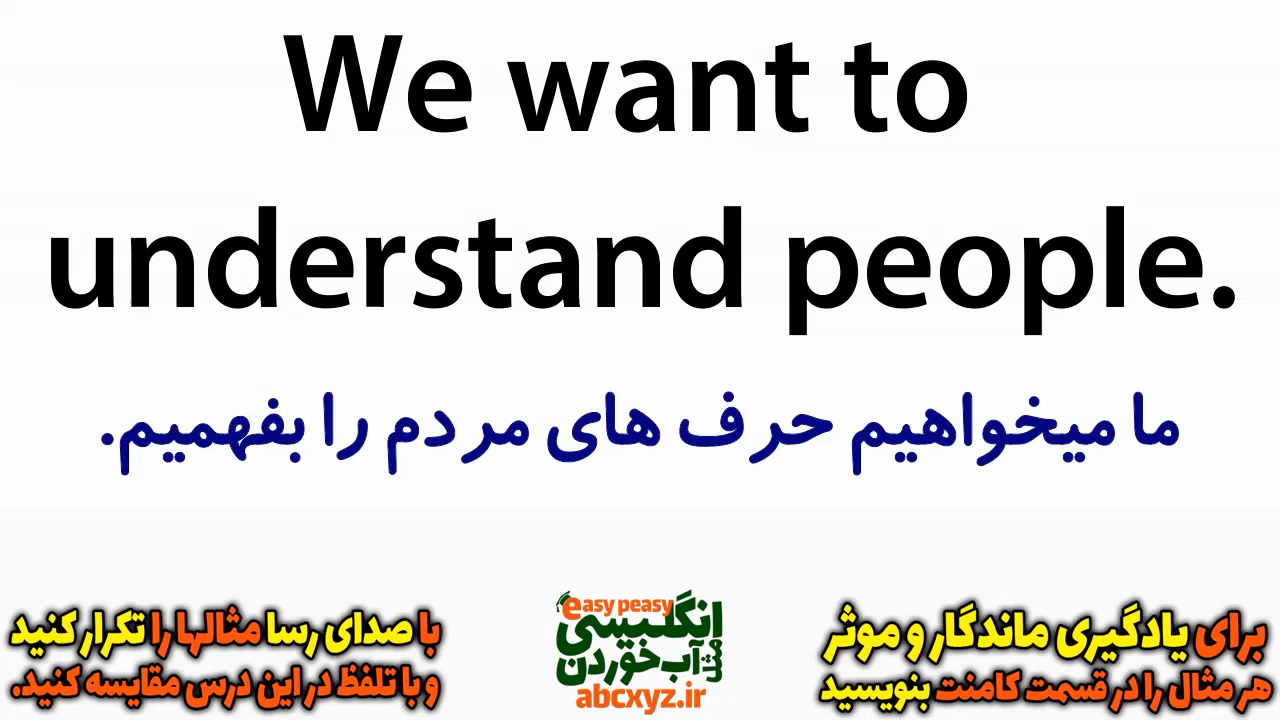 We want to
understand people.
ما میخواهیم حرف های مردم را بفهمیم.
برای یادگیری ماندگار و موثر
هر مثال را در قسمت کامنت بنویسید
easy peasy
انگلیسی
مثل آب خوردن
abcxyz.ir
با صدای رسا مثالها را تکرار کنید
و با تلفظ در این درس مقایسه کنید.